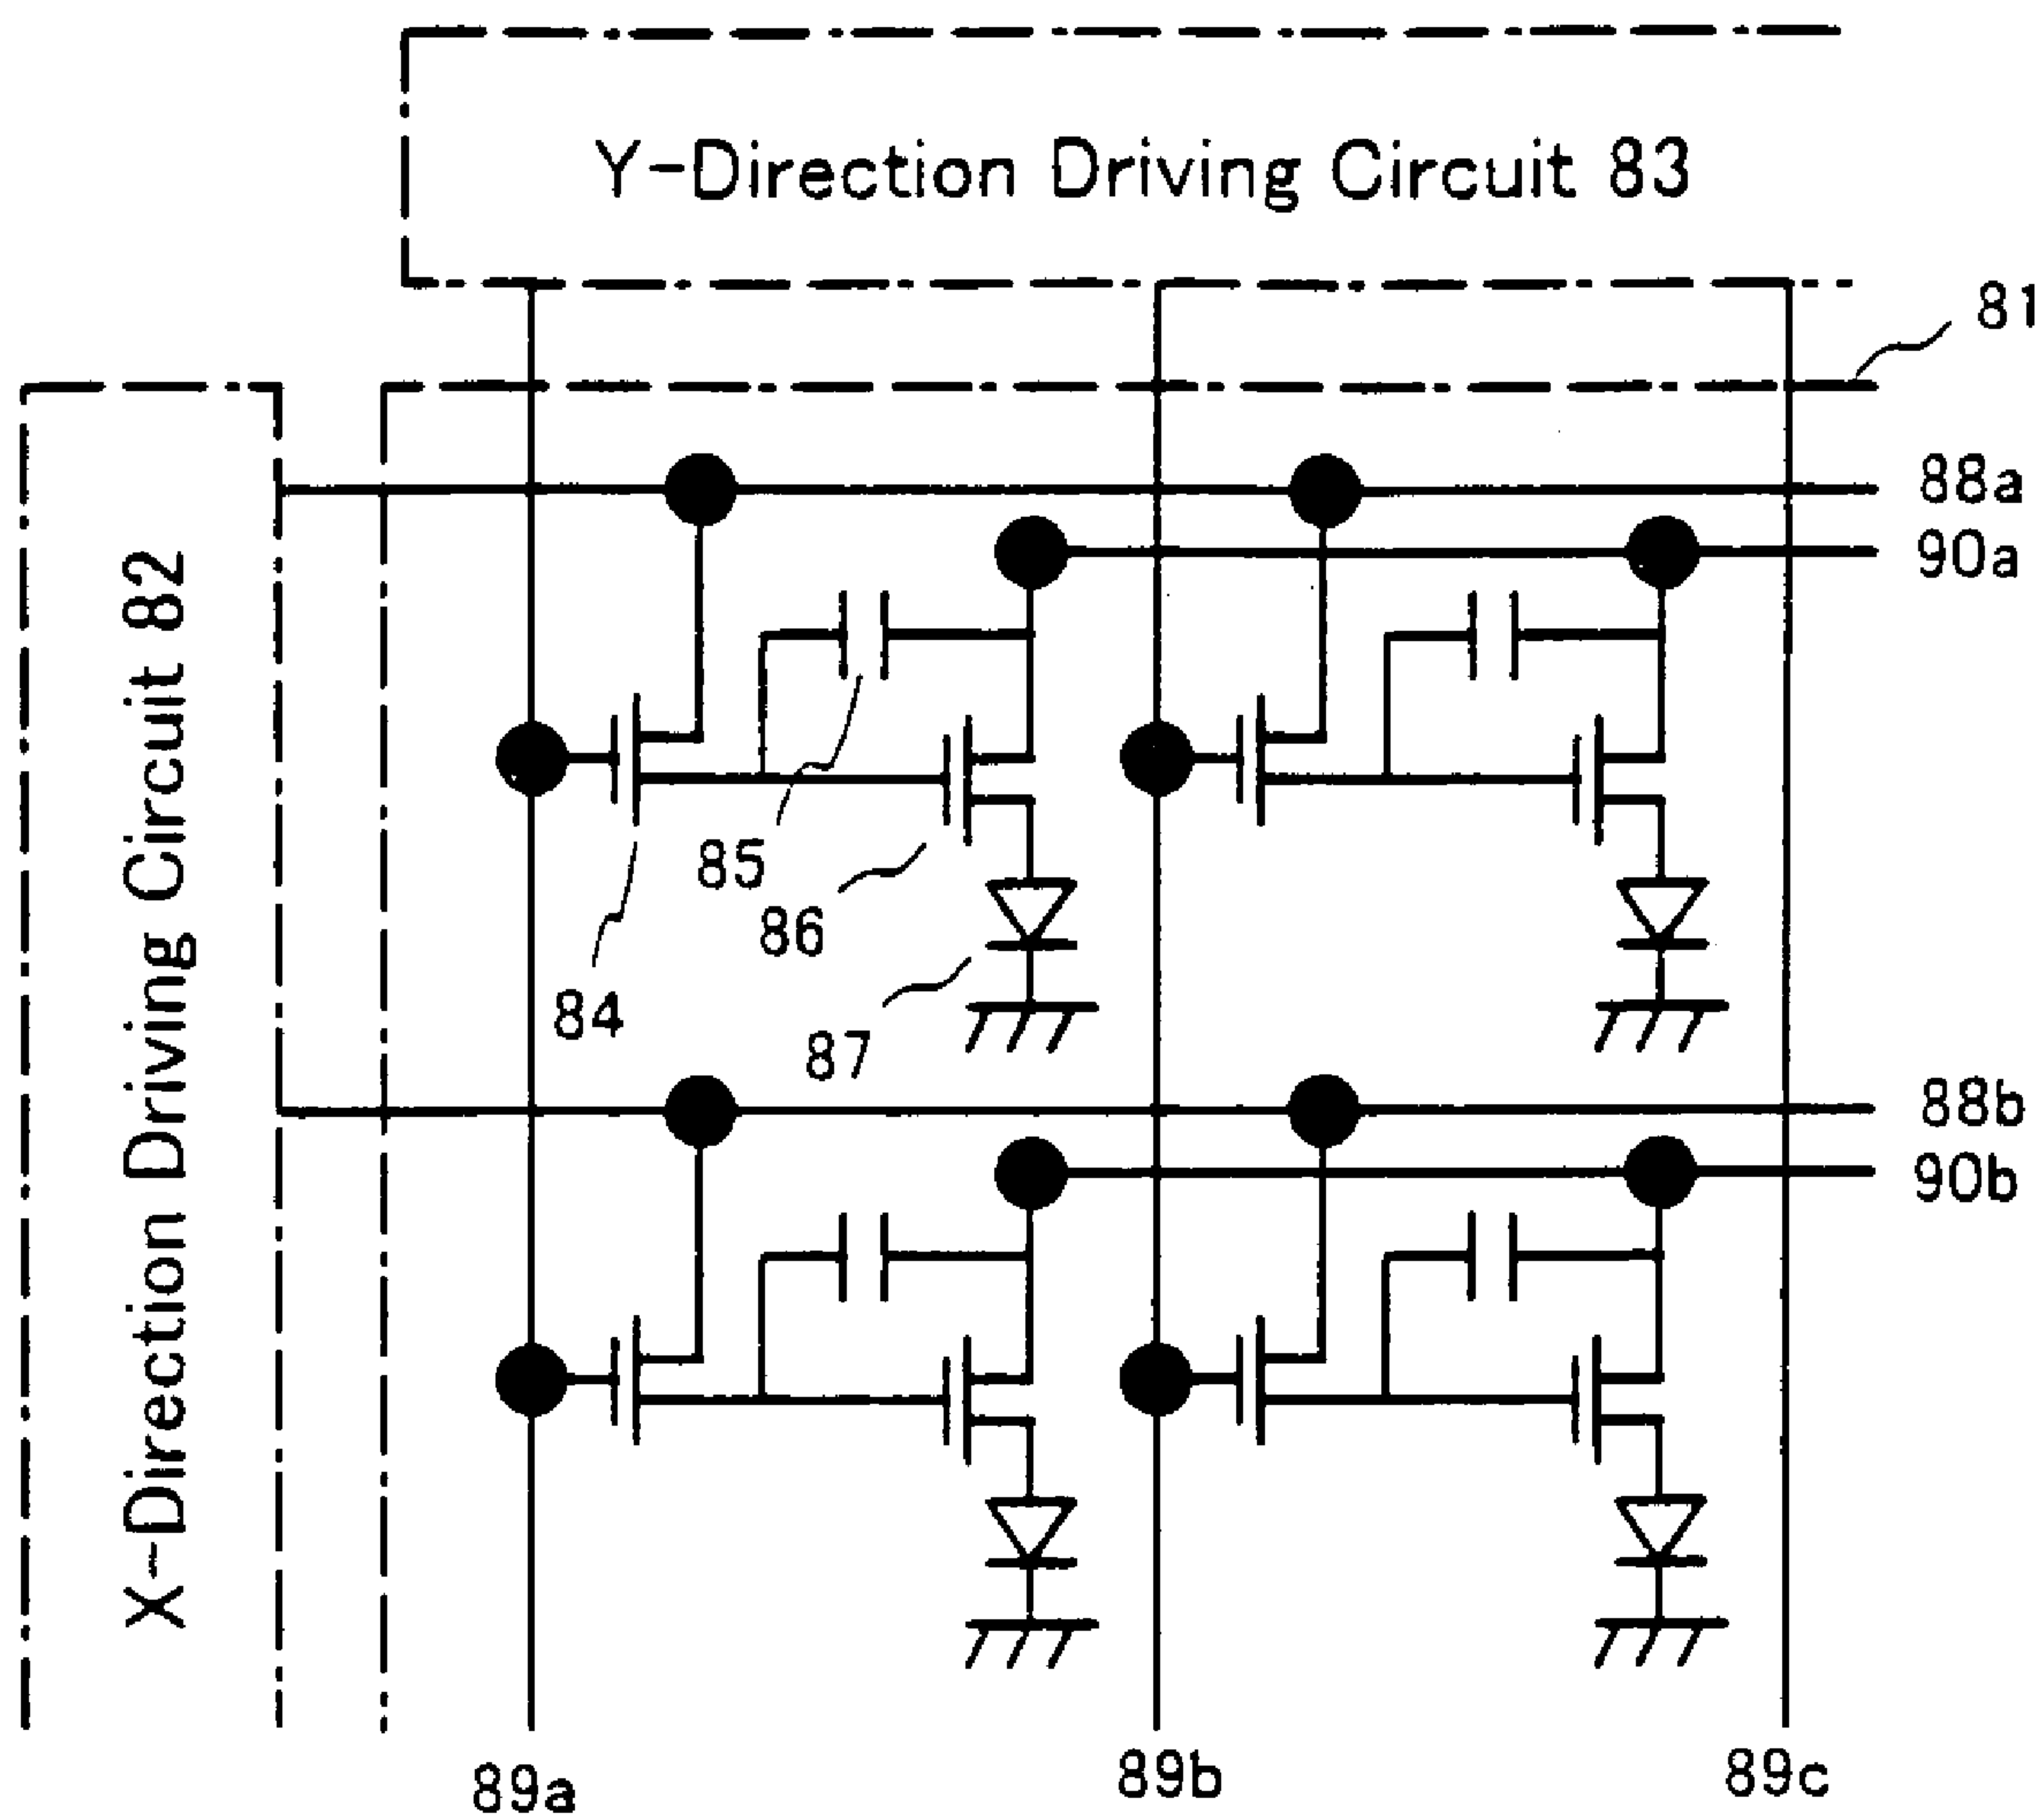 Y-Direction Driving Circuit 83
81
88a
90a
X-Direction Driving Circuit 82
85
86
84
87
88b
90b
89a
89b
89c